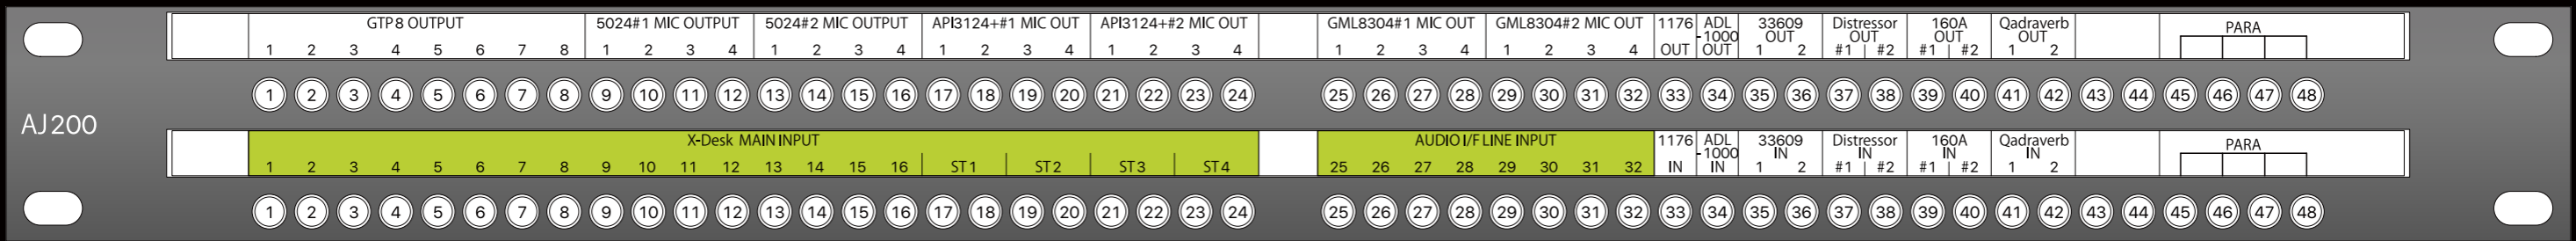 GTP8 OUTPUT 5024#1 MIC OUTPUT 5024#2 MIC OUTPUT API3124+#1 MIC OUT API3124+#2 MIC OUT GML8304#1 MIC OUT GML8304#2 MIC OUT 1176 ADL 33609 Distressor 160A Qadraverb PARA
-1000 OUT OUT OUT OUT
1 2 3 4 5 6 7 8 1 2 3 4 1 2 3 4 1 2 3 4 1 2 3 4 1 2 3 4 1 2 3 4 OUT OUT 1 2 #1 #2 #1 #2 1 2
1 2 3 4 5 6 7 8 9 10 11 12 13 14 15 16 17 18 19 20 21 22 23 24 25 26 27 28 29 30 31 32 33 34 35 36 37 38 39 40 41 42 43 44 45 46 47 48
AJ200
X-Desk MAIN INPUT AUDIO I/F LINE INPUT 1176 ADL 33609 Distressor 160A Qadraverb PARA
-1000 IN IN IN IN
1 2 3 4 5 6 7 8 9 10 11 12 13 14 15 16 ST 1 ST 2 ST 3 ST 4 25 26 27 28 29 30 31 32 IN IN 1 2 #1 #2 #1 #2 1 2
1 2 3 4 5 6 7 8 9 10 11 12 13 14 15 16 17 18 19 20 21 22 23 24 25 26 27 28 29 30 31 32 33 34 35 36 37 38 39 40 41 42 43 44 45 46 47 48